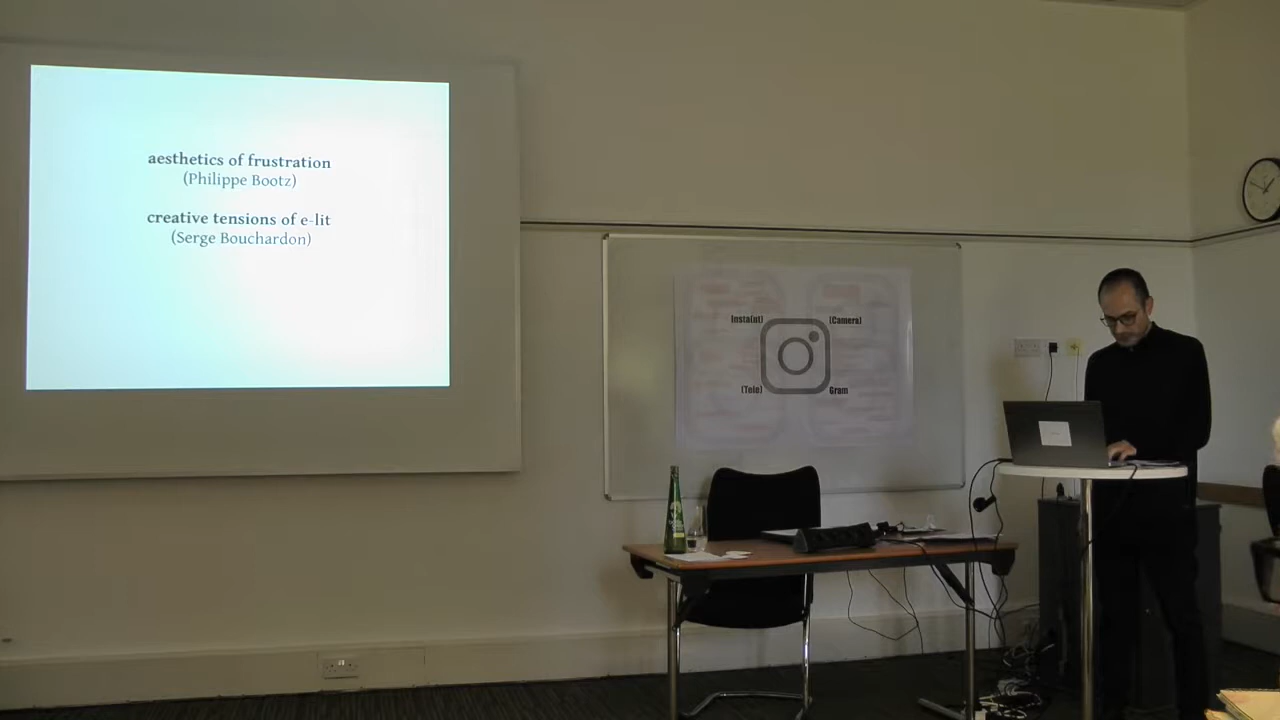 aesthetics of frustration
(Philippe Bootz)
creative tensions of e-lit
(Serge Bouchardon)
Insta(nt)
(Camera)
(Tele)
Gram